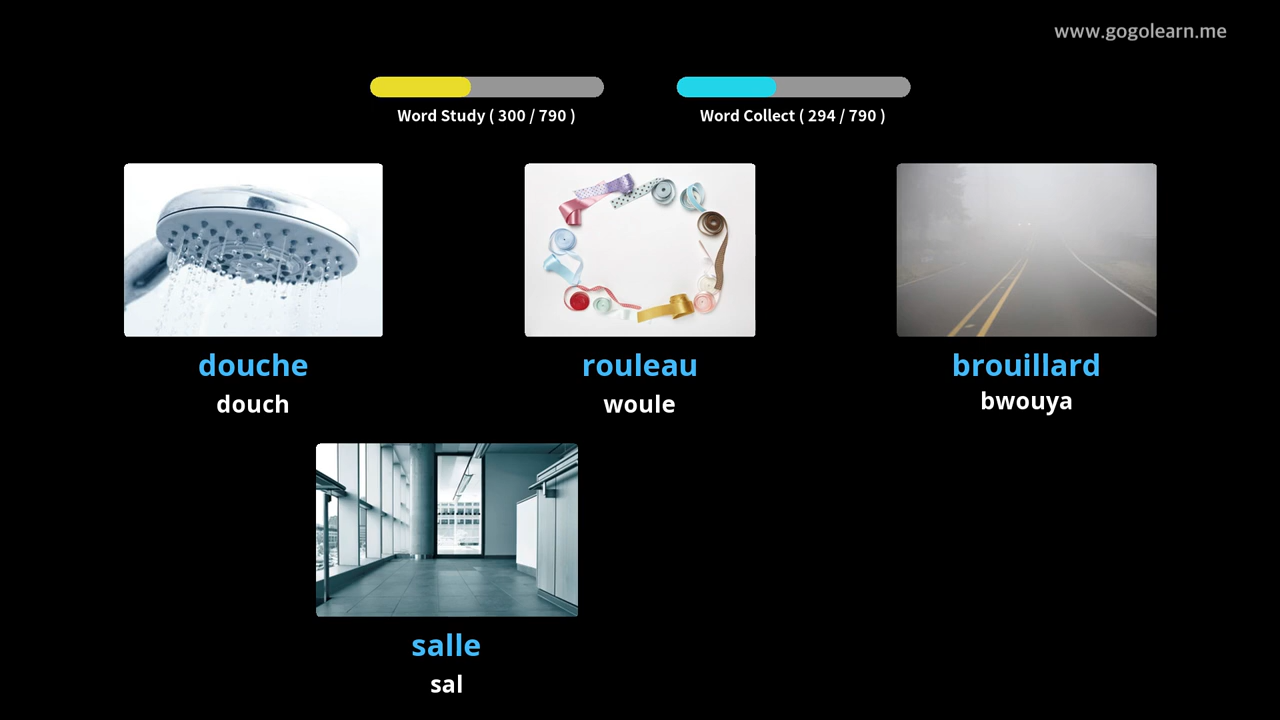 www.gogolearn.me
Word Study ( 300 / 790 )
Word Collect ( 294 / 790 )
douche
douch
rouleau
woule
brouillard
bwouya
salle
sal